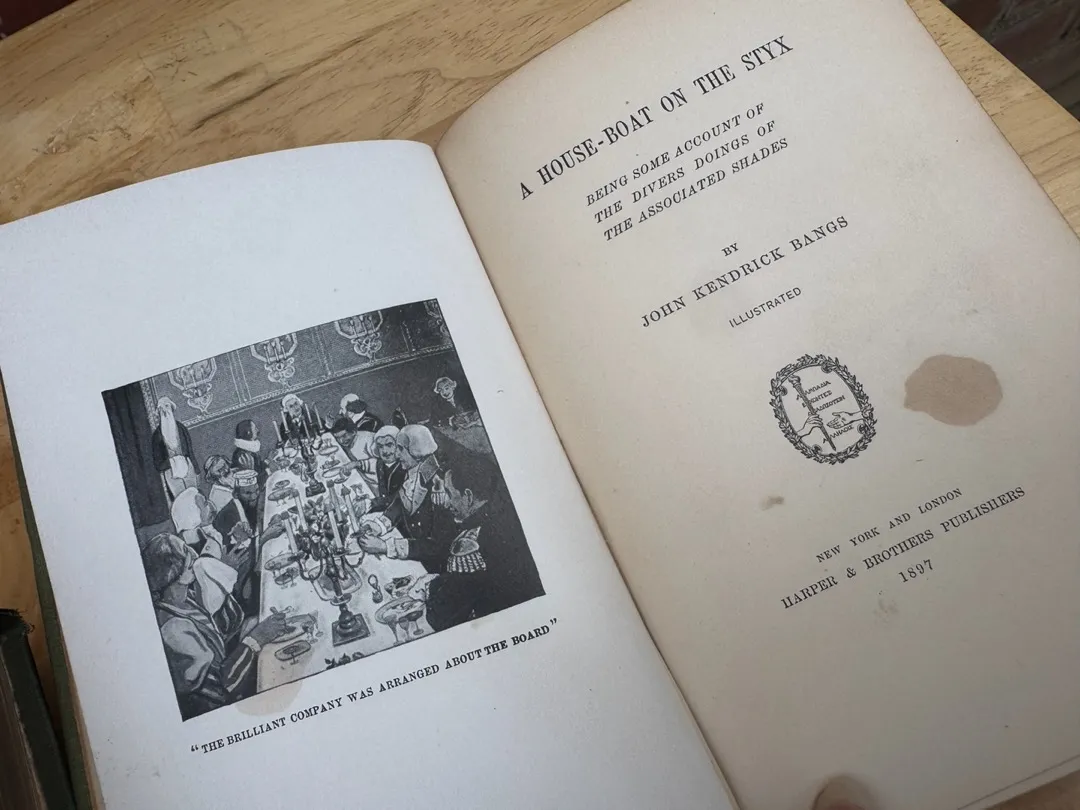 "THE BRILLIANT COMPANY WAS ARRANGED ABOUT THE BOARD"
A HOUSE-BOAT ON THE STYX
BEING SOME ACCOUNT OF
THE DIVERS DOINGS OF
THE ASSOCIATED SHADES
BY
JOHN KENDRICK BANGS
ILLUSTRATED
NEW YORK AND LONDON
HARPER & BROTHERS PUBLISHERS
1897